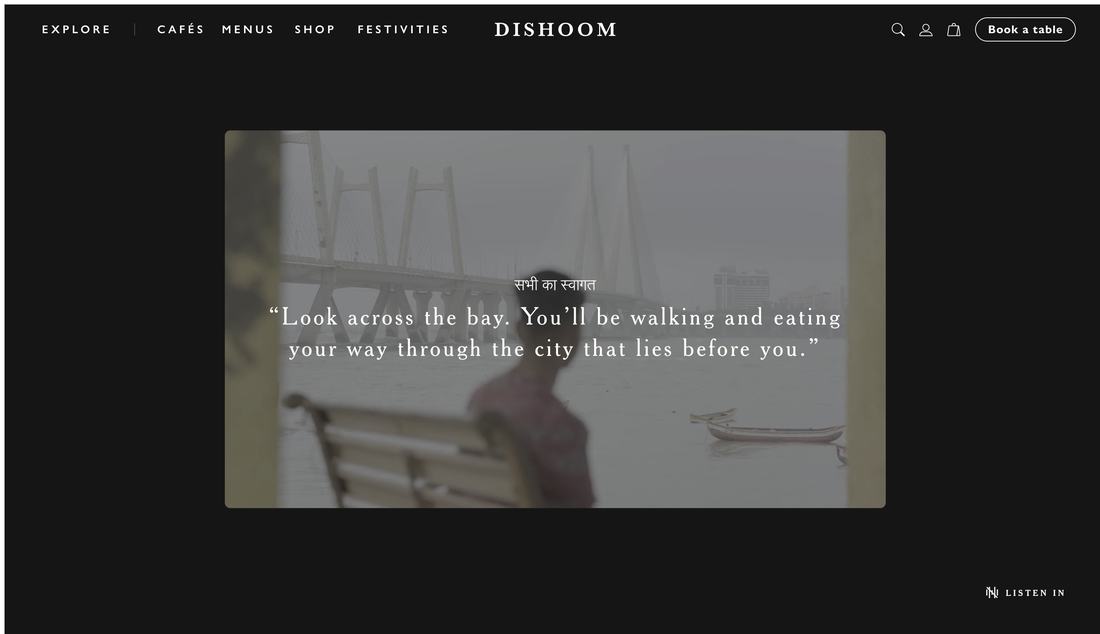 EXPLORE
CAFÉS
MENUS
SHOP
FESTIVITIES
DISHOOM
Book a table
सभी का स्वागत
“Look across the bay. You’ll be walking and eating
your way through the city that lies before you.”
LISTEN IN